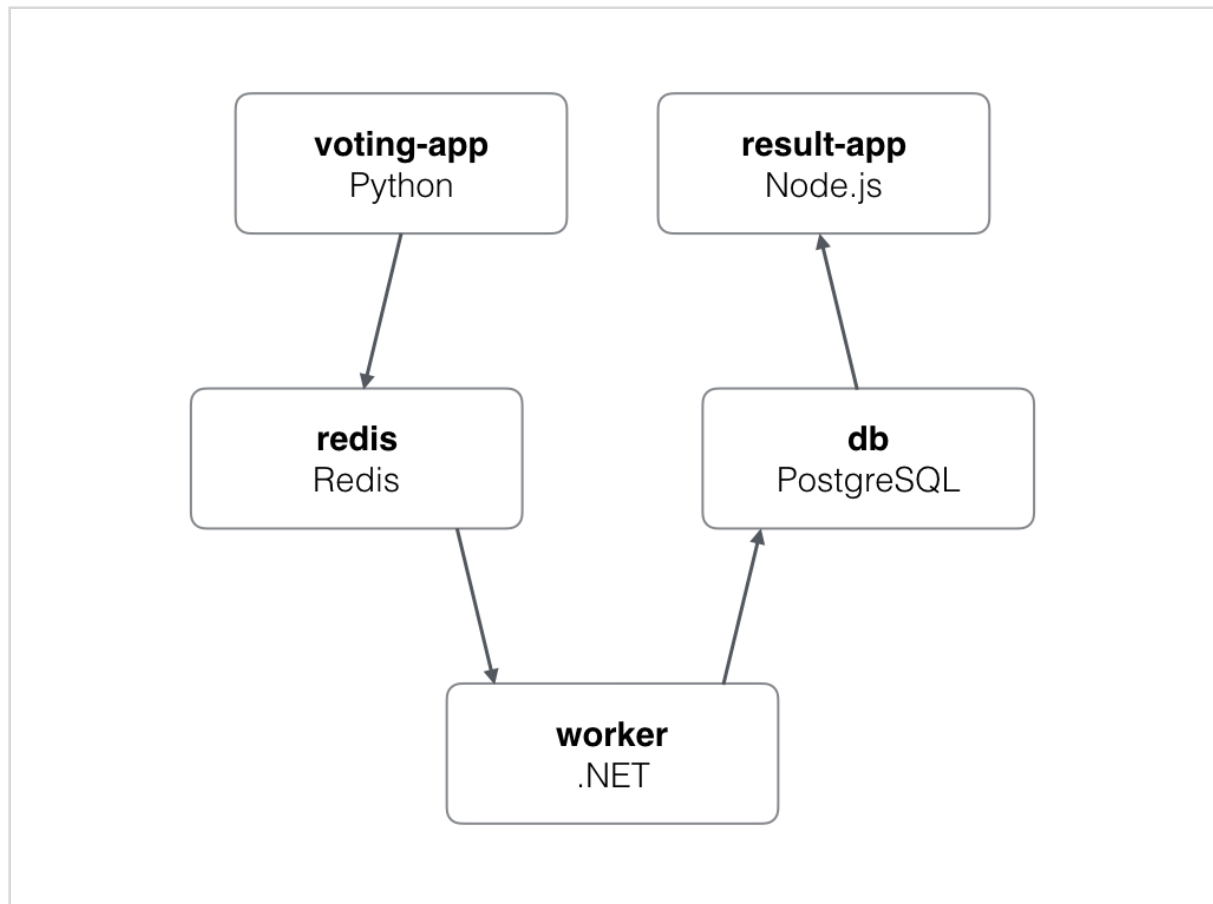 voting-app
Python
result-app
Node.js
redis
Redis
db
PostgreSQL
worker
.NET